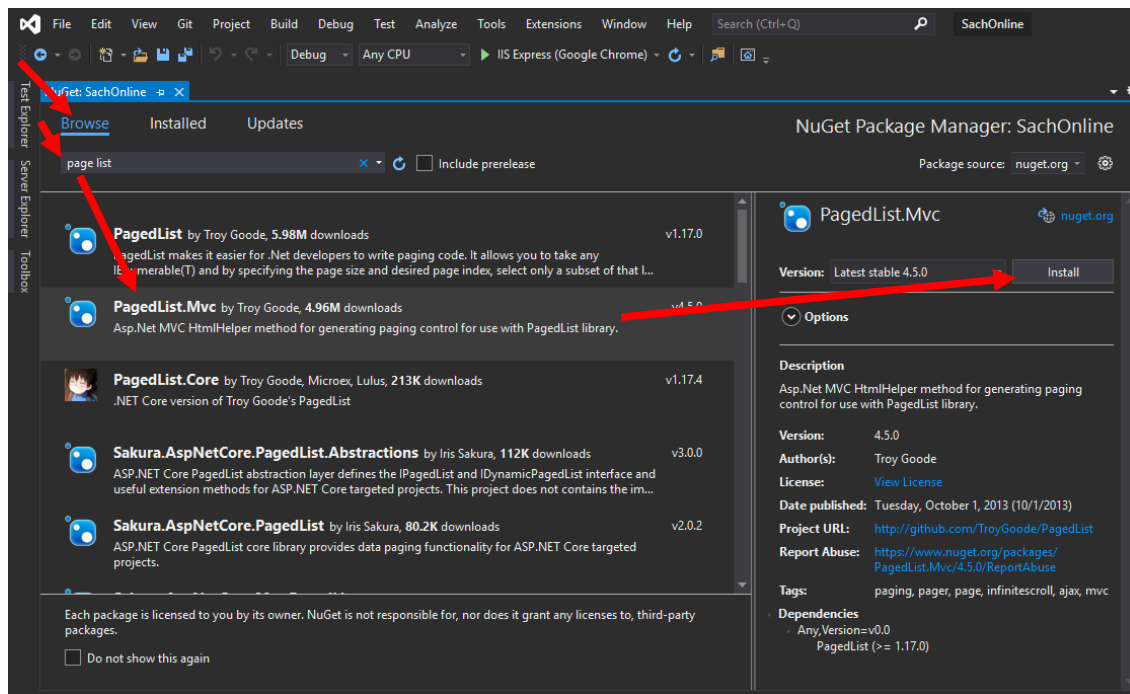 File Edit View Git Project Build Debug Test Analyze Tools Extensions Window Help Search (Ctrl+Q) SachOnline
Debug Any CPU IIS Express (Google Chrome)
Test Explorer
Server Explorer
Toolbox
NuGet: SachOnline
Browse Installed Updates
NuGet Package Manager: SachOnline
page list
Include prerelease
Package source: nuget.org
PagedList by Troy Goode, 5.98M downloads v1.17.0
PagedList makes it easier for .Net developers to write paging code. It allows you to take any
IEnumerable(T) and by specifying the page size and desired page index, select only a subset of that l...
PagedList.Mvc by Troy Goode, 4.96M downloads v4.5.0
Asp.Net MVC HtmlHelper method for generating paging control for use with PagedList library.
PagedList.Core by Troy Goode, Microex, Lulus, 213K downloads v1.17.4
.NET Core version of Troy Goode's PagedList
Sakura.AspNetCore.PagedList.Abstractions by Iris Sakura, 112K downloads v3.0.0
ASP.NET Core PagedList abstraction layer defines the IPagedList and IDynamicPagedList interface and
useful extension methods for ASP.NET Core targeted projects. This project does not contains the im...
Sakura.AspNetCore.PagedList by Iris Sakura, 80.2K downloads v2.0.2
ASP.NET Core PagedList core library provides data paging functionality for ASP.NET Core targeted
projects.
Each package is licensed to you by its owner. NuGet is not responsible for, nor does it grant any licenses to, third-party
packages.
Do not show this again
PagedList.Mvc nuget.org
Version: Latest stable 4.5.0 Install
Options
Description
Asp.Net MVC HtmlHelper method for generating paging
control for use with PagedList library.
Version: 4.5.0
Author(s): Troy Goode
License: View License
Date published: Tuesday, October 1, 2013 (10/1/2013)
Project URL: http://github.com/TroyGoode/PagedList
Report Abuse: https://www.nuget.org/packages/
PagedList.Mvc/4.5.0/ReportAbuse
Tags: paging, pager, page, infinitescroll, ajax, mvc
Dependencies
Any,Version=v0.0
PagedList (>= 1.17.0)